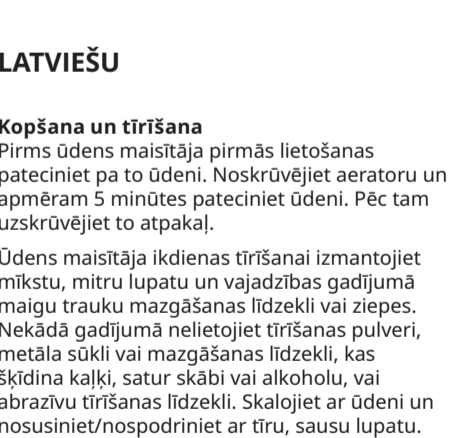 LATVIEŠU
Kopšana un tīrīšana
Pirms ūdens maisītāja pirmās lietošanas
pateciniet pa to ūdeni. Noskrūvējiet aeratoru un
apmēram 5 minūtes pateciniet ūdeni. Pēc tam
uzskrūvējiet to atpakaļ.
Ūdens maisītāja ikdienas tīrīšanai izmantojiet
mīkstu, mitru lupatu un vajadzības gadījumā
maigu trauku mazgāšanas līdzekli vai ziepes.
Nekādā gadījumā nelietojiet tīrīšanas pulveri,
metāla sūkli vai mazgāšanas līdzekli, kas
šķīdina kaļķi, satur skābi vai alkoholu, vai
abrazīvu tīrīšanas līdzekli. Skalojiet ar ūdeni un
nosusiniet/nospodriniet ar tīru, sausu lupatu.